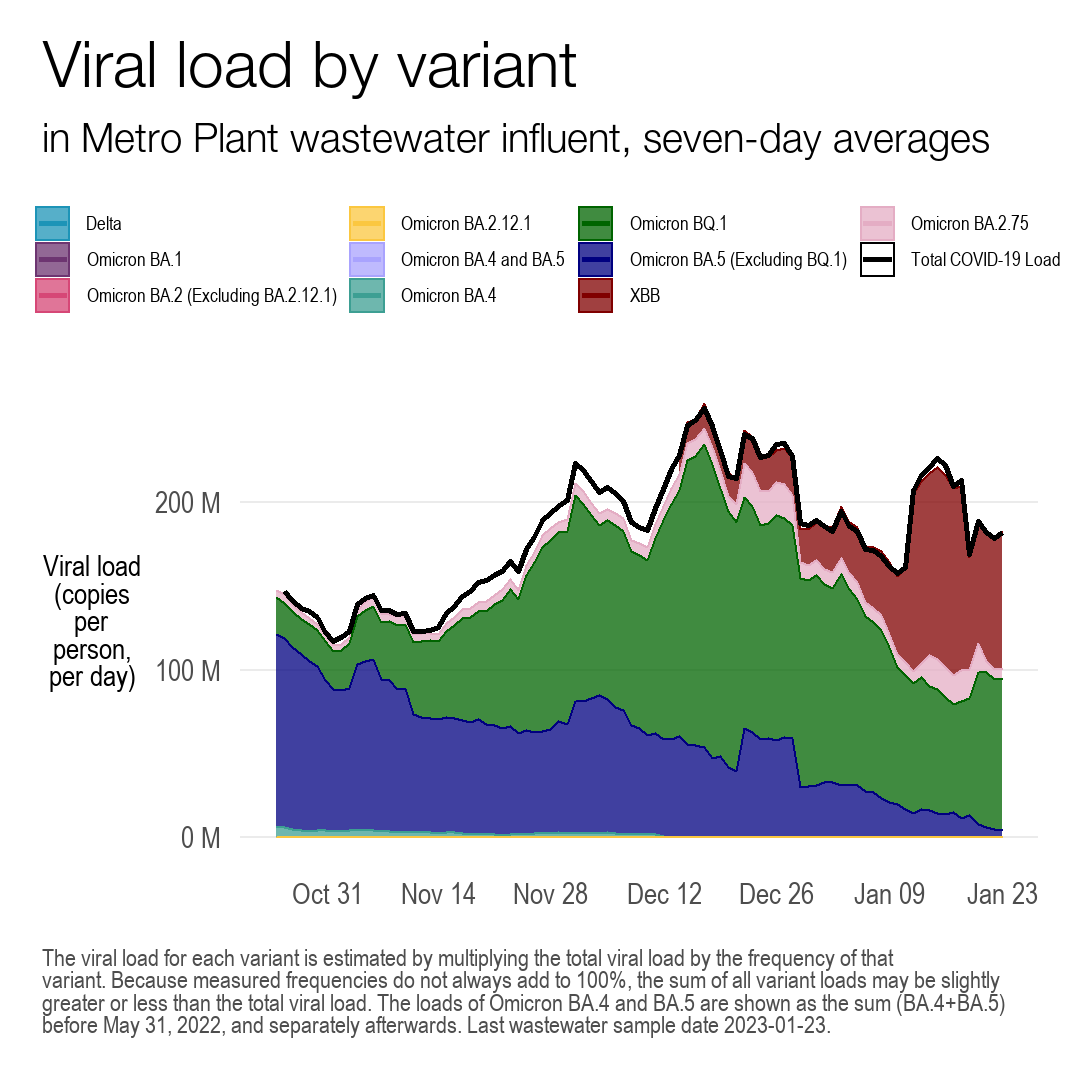 Viral load by variant
in Metro Plant wastewater influent, seven-day averages
Delta
Omicron BA.1
Omicron BA.2 (Excluding BA.2.12.1)
Omicron BA.2.12.1
Omicron BA.4 and BA.5
Omicron BA.4
Omicron BQ.1
Omicron BA.5 (Excluding BQ.1)
XBB
Omicron BA.2.75
Total COVID-19 Load
Viral load
(copies
per
person,
per day)
200 M
100 M
0 M
Oct 31
Nov 14
Nov 28
Dec 12
Dec 26
Jan 09
Jan 23
The viral load for each variant is estimated by multiplying the total viral load by the frequency of that
variant. Because measured frequencies do not always add to 100%, the sum of all variant loads may be slightly
greater or less than the total viral load. The loads of Omicron BA.4 and BA.5 are shown as the sum (BA.4+BA.5)
before May 31, 2022, and separately afterwards. Last wastewater sample date 2023-01-23.